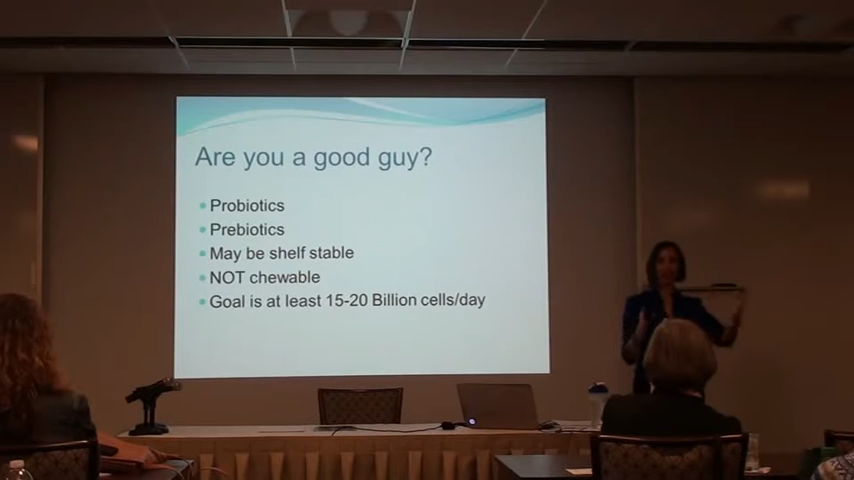 Are you a good guy?
Probiotics
Prebiotics
May be shelf stable
NOT chewable
Goal is at least 15-20 Billion cells/day